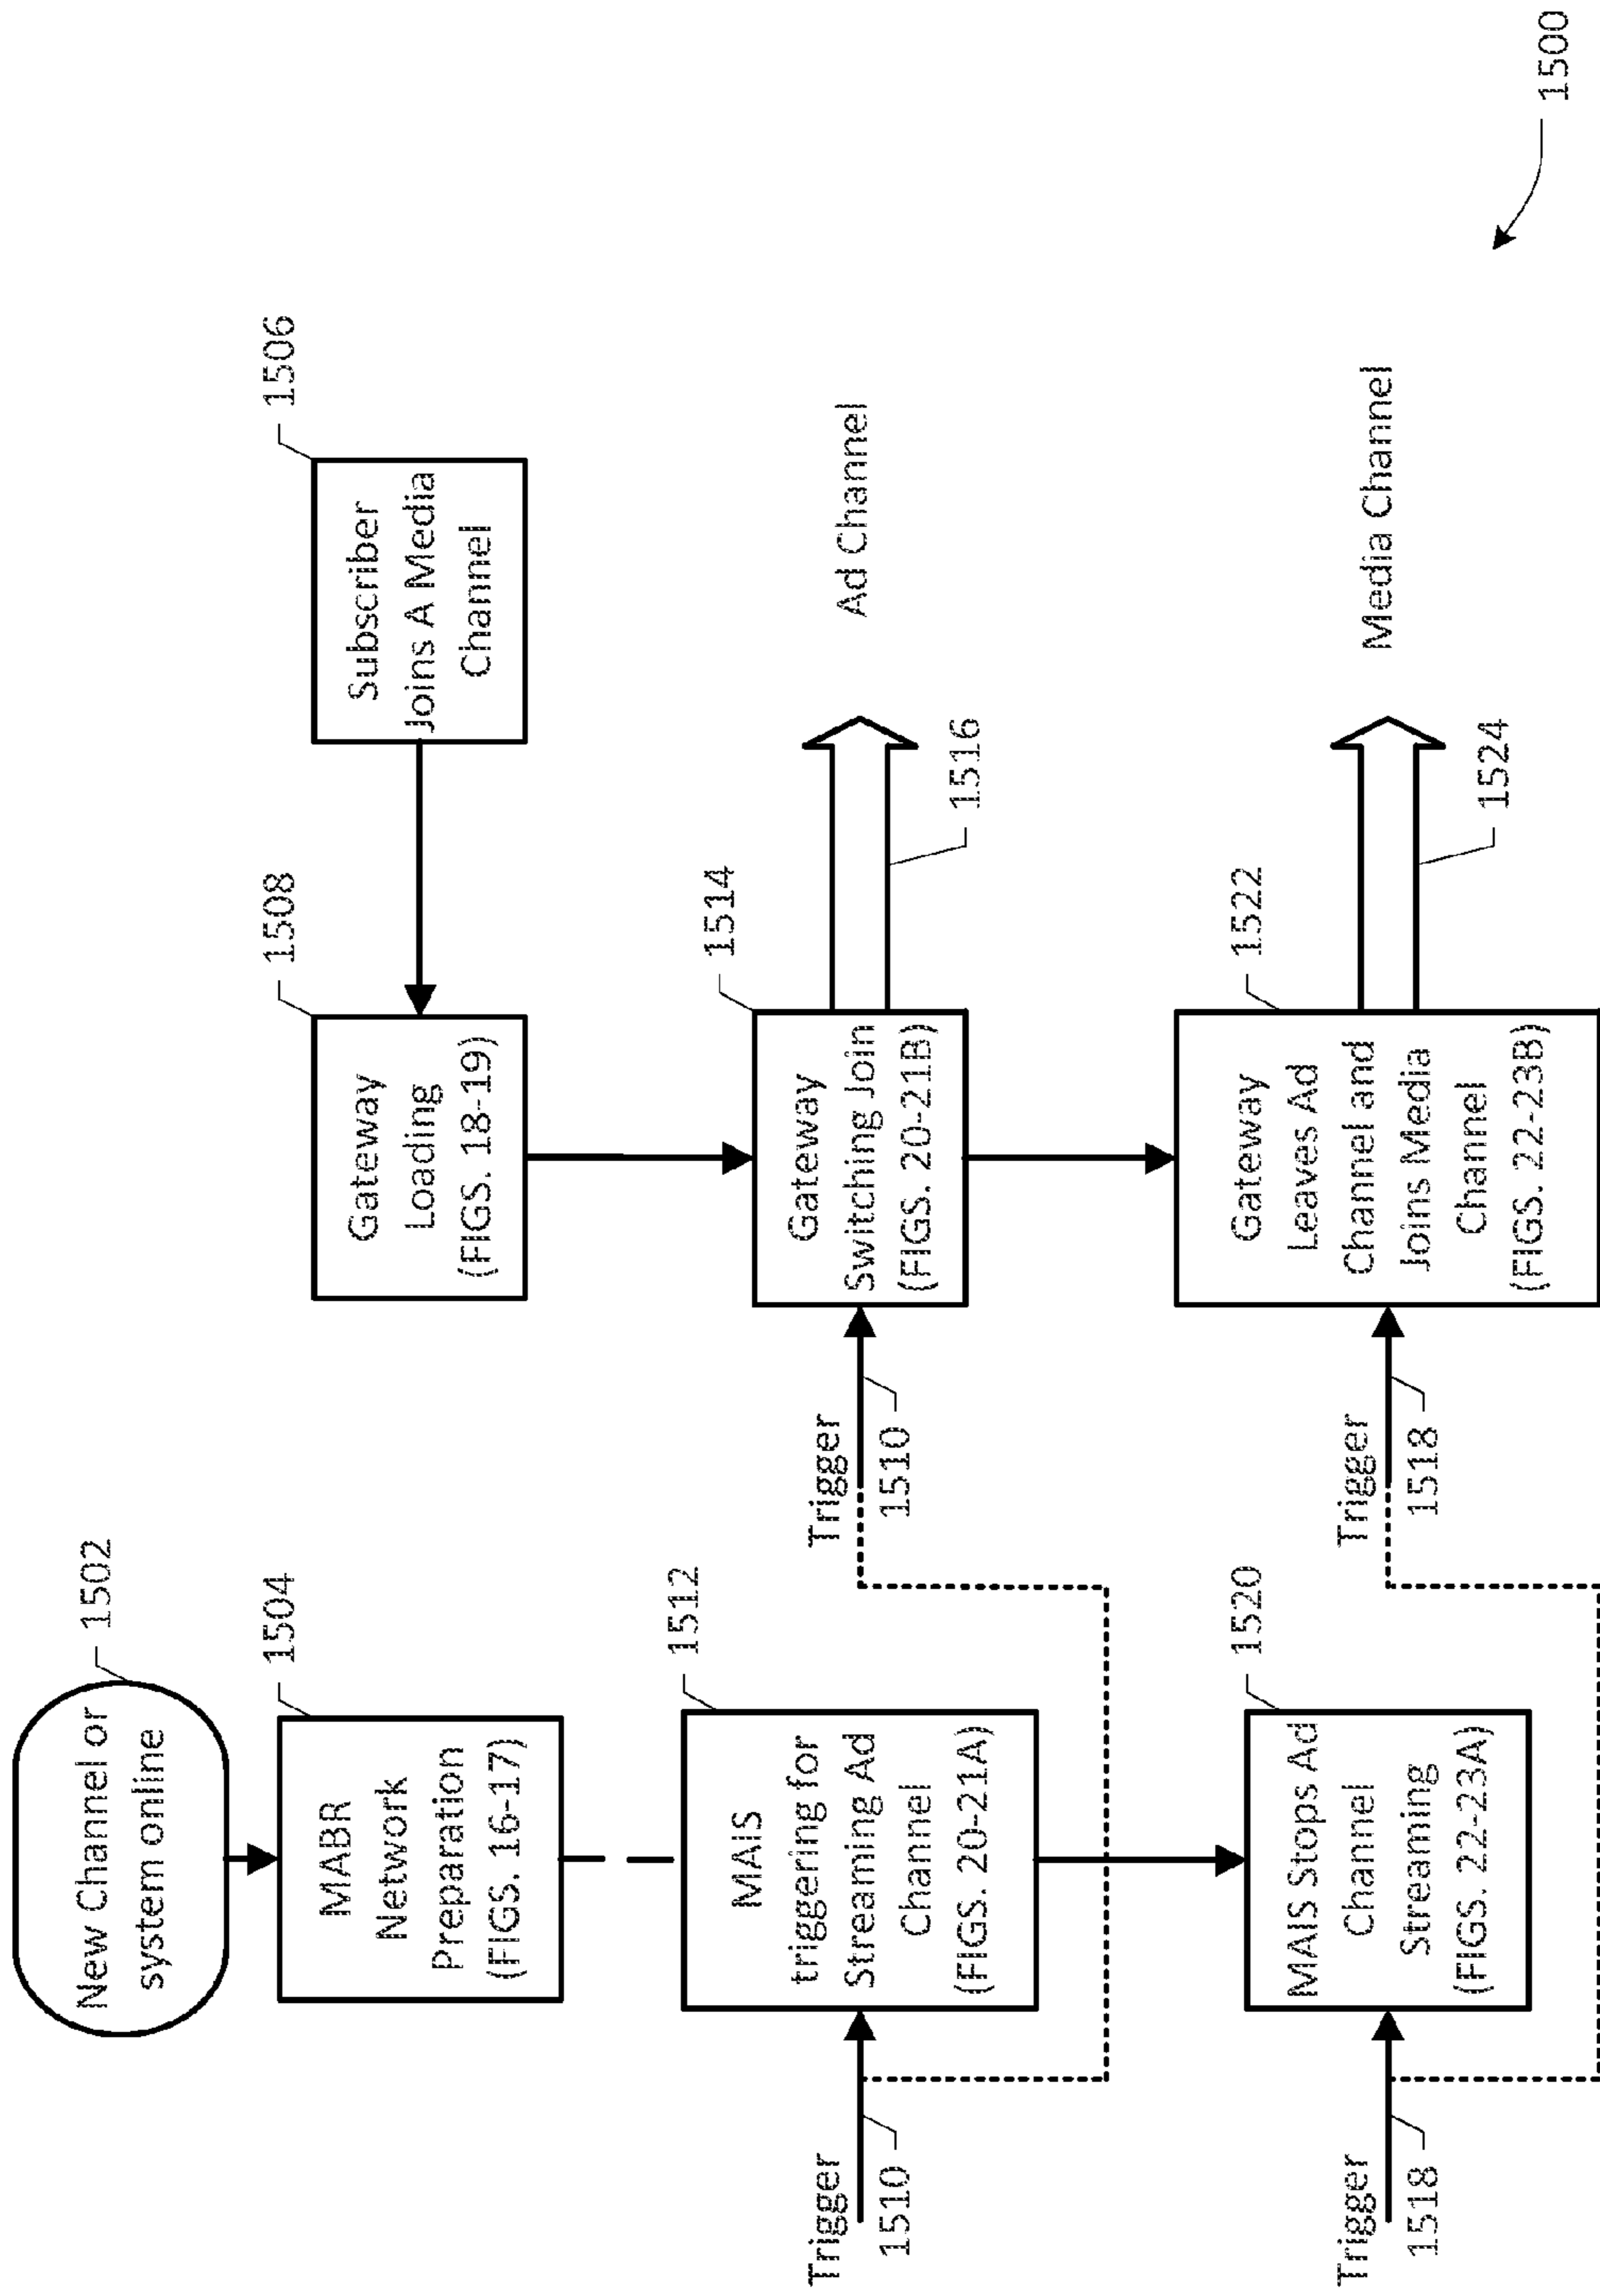 New Channel or
system online
1502
MABR
Network
Preparation
(FIGS. 16-17)
1504
Gateway
Loading
(FIGS. 18-19)
1508
Subscriber
Joins A Media
Channel
1506
Trigger
1510
MAIS
triggering for
Streaming Ad
Channel
(FIGS. 20-21A)
1512
Trigger
1510
Gateway
Switching Join
(FIGS. 20-21B)
1514
1516
Ad Channel
Trigger
1518
MAIS Stops Ad
Channel
Streaming
(FIGS. 22-23A)
1520
Trigger
1518
Gateway
Leaves Ad
Channel and
Joins Media
Channel
(FIGS. 22-23B)
1522
1524
Media Channel
1500